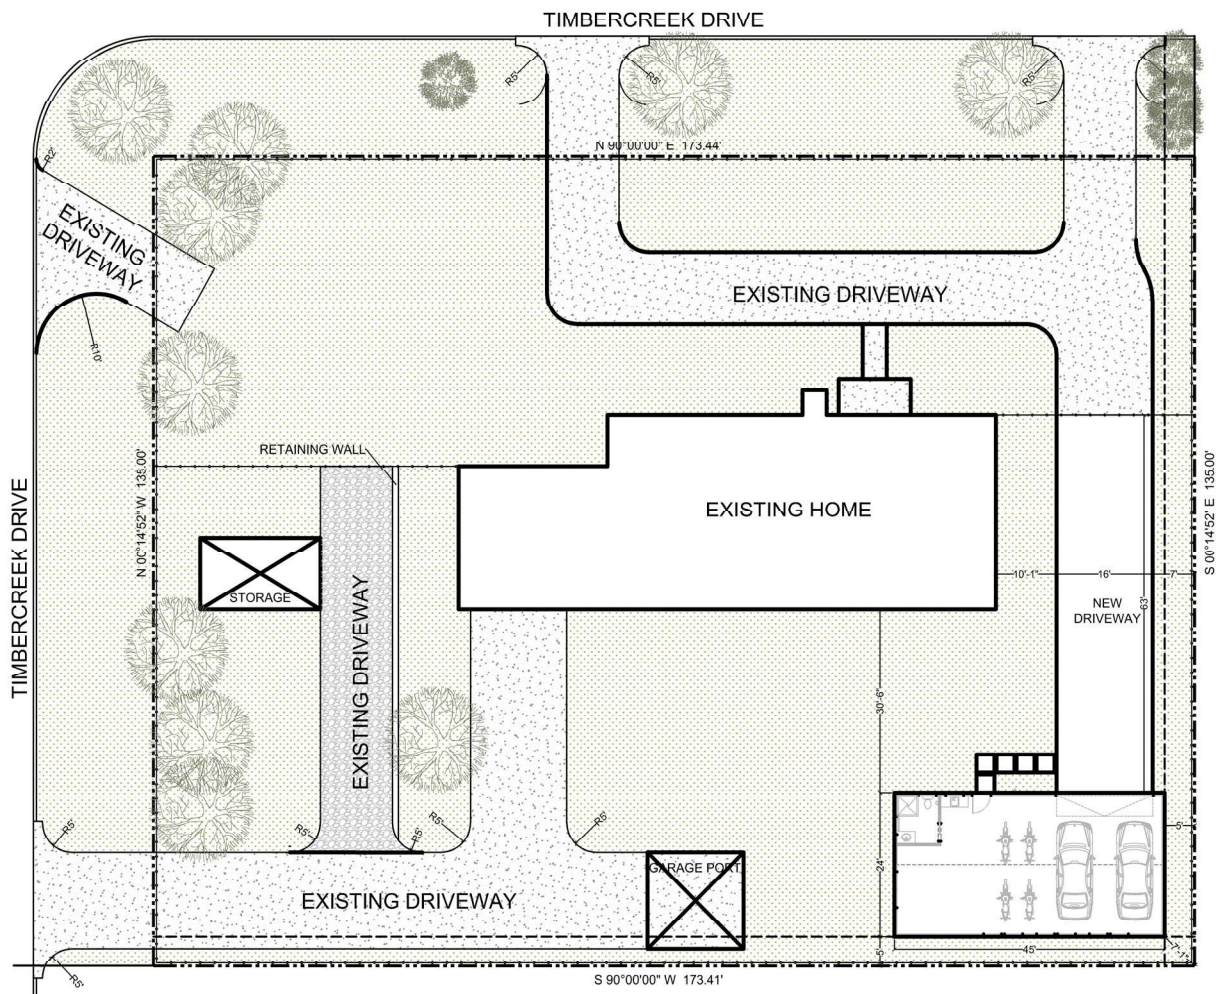 TIMBERCREEK DRIVE
R5'
R5'
R5'
R2'
N 90°00'00" E 173.44'
EXISTING
DRIVEWAY
EXISTING DRIVEWAY
R10'
RETAINING WALL
TIMBERCREEK DRIVE
N 00°14'52" W 135.00'
S 00°14'52" E 135.00'
EXISTING HOME
10'-1"
16'
7'
STORAGE
NEW
DRIVEWAY
63'
EXISTING DRIVEWAY
30'-6"
R5'
R5'
R5'
R5'
R5'
5'
GARAGE PORT
24'
EXISTING DRIVEWAY
45'
5'
7'-1"
R5'
S 90°00'00" W 173.41'